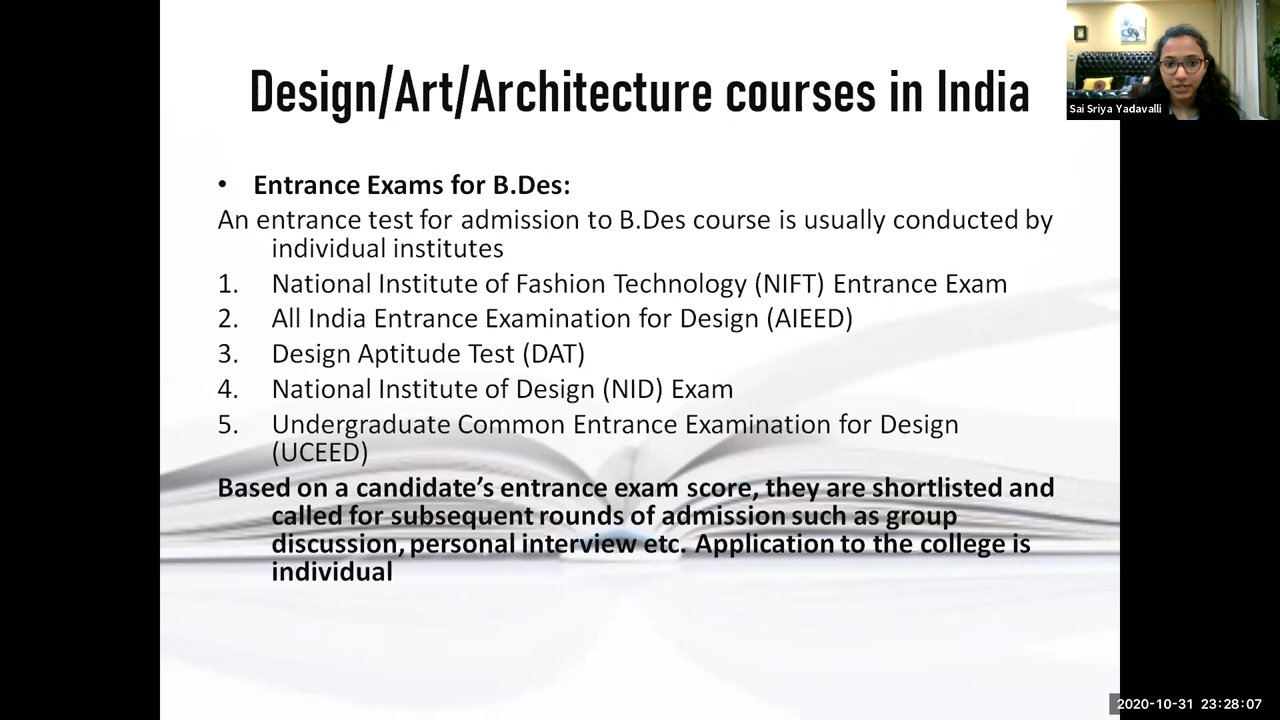 Design/Art/Architecture courses in India
Sai Sriya Yadavalli
• Entrance Exams for B.Des:
An entrance test for admission to B.Des course is usually conducted by
individual institutes
1. National Institute of Fashion Technology (NIFT) Entrance Exam
2. All India Entrance Examination for Design (AIEED)
3. Design Aptitude Test (DAT)
4. National Institute of Design (NID) Exam
5. Undergraduate Common Entrance Examination for Design
(UCEED)
Based on a candidate’s entrance exam score, they are shortlisted and
called for subsequent rounds of admission such as group
discussion, personal interview etc. Application to the college is
individual
2020-10-31 23:28:07